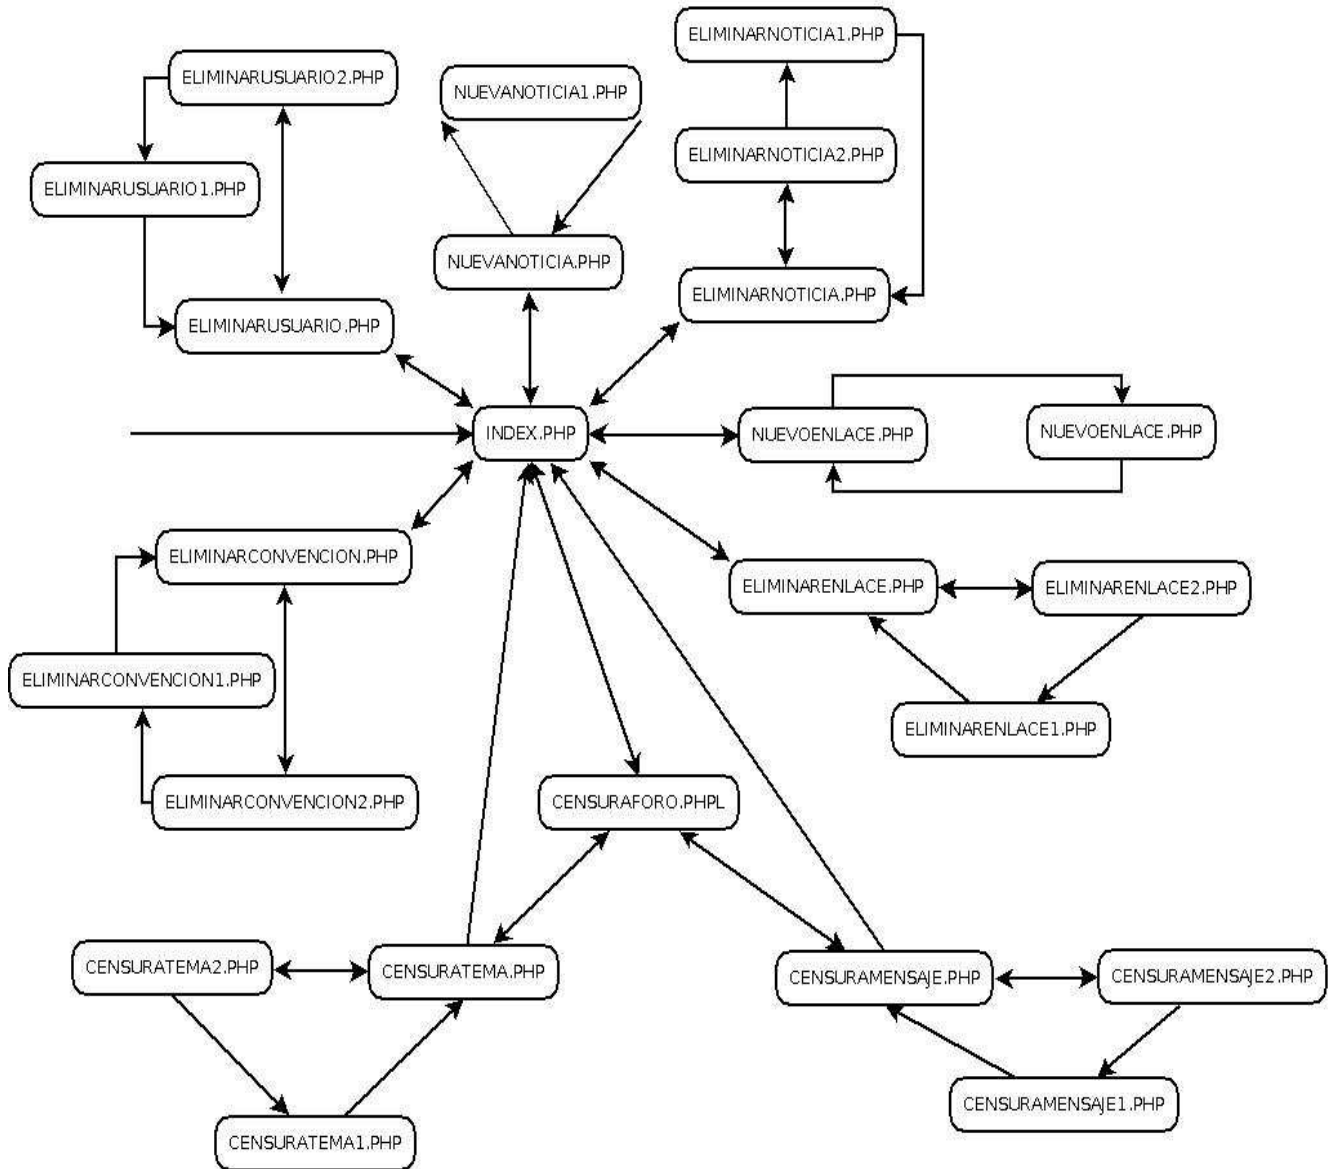 ELIMINARNOTICIA1.PHP
ELIMINARUSUARIO2.PHP
NUEVANOTICIA1.PHP
ELIMINARNOTICIA2.PHP
ELIMINARUSUARIO1.PHP
NUEVANOTICIA.PHP
ELIMINARNOTICIA.PHP
ELIMINARUSUARIO.PHP
INDEX.PHP
NUEVOENLACE.PHP
NUEVOENLACE.PHP
ELIMINARCONVENCION.PHP
ELIMINARENLACE.PHP
ELIMINARENLACE2.PHP
ELIMINARCONVENCION1.PHP
ELIMINARENLACE1.PHP
ELIMINARCONVENCION2.PHP
CENSURAFORO.PHPL
CENSURATEMA2.PHP
CENSURATEMA.PHP
CENSURAMENSAJE.PHP
CENSURAMENSAJE2.PHP
CENSURAMENSAJE1.PHP
CENSURATEMA1.PHP